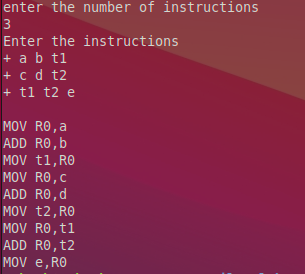 enter the number of instructions
3
Enter the instructions
+ a b t1
+ c d t2
+ t1 t2 e
MOV R0,a
ADD R0,b
MOV t1,R0
MOV R0,c
ADD R0,d
MOV t2,R0
MOV R0,t1
ADD R0,t2
MOV e,R0